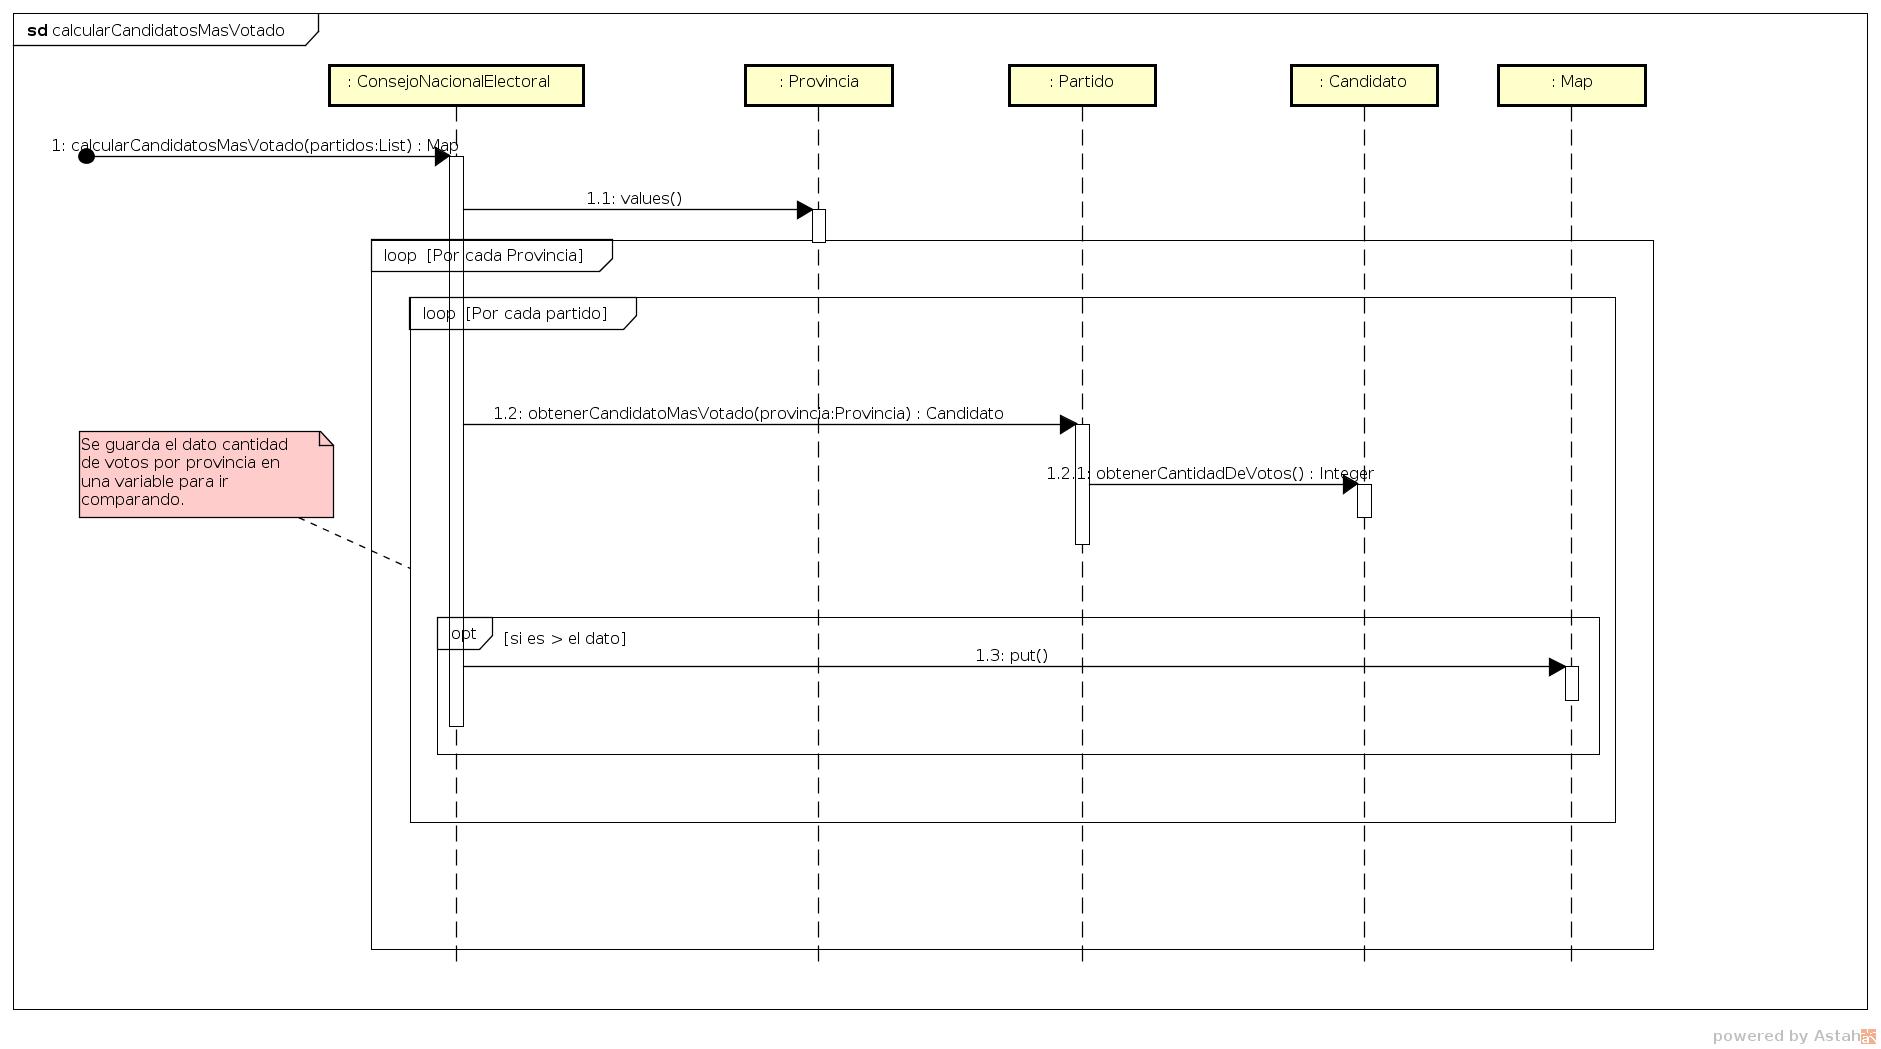 sd calcularCandidatosMasVotado
: ConsejoNacionalElectoral
: Provincia
: Partido
: Candidato
: Map
1: calcularCandidatosMasVotado(partidos:List) : Map
1.1: values()
loop [Por cada Provincia]
loop [Por cada partido]
1.2: obtenerCandidatoMasVotado(provincia:Provincia) : Candidato
Se guarda el dato cantidad
de votos por provincia en
una variable para ir
comparando.
1.2.1: obtenerCantidadDeVotos() : Integer
opt
[si es > el dato]
1.3: put()
powered by Astah